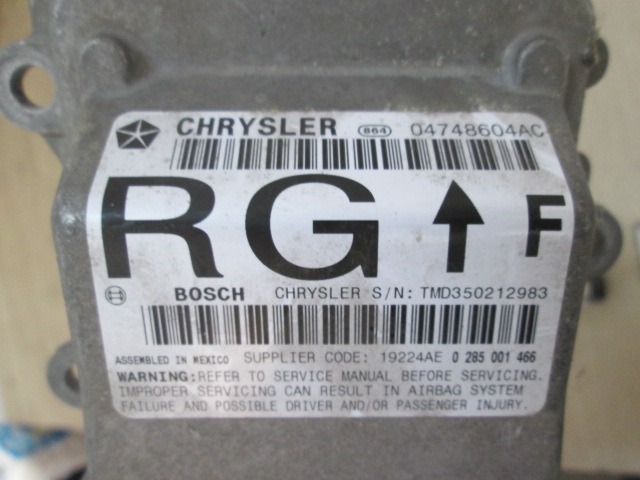 CHRYSLER 864 04748604AC
RG F
BOSCH CHRYSLER S/N: TMD350212983
ASSEMBLED IN MEXICO SUPPLIER CODE: 19224AE 0 285 001 466
WARNING: REFER TO SERVICE MANUAL BEFORE SERVICING.
IMPROPER SERVICING CAN RESULT IN AIRBAG SYSTEM
FAILURE AND POSSIBLE DRIVER AND/OR PASSENGER INJURY.